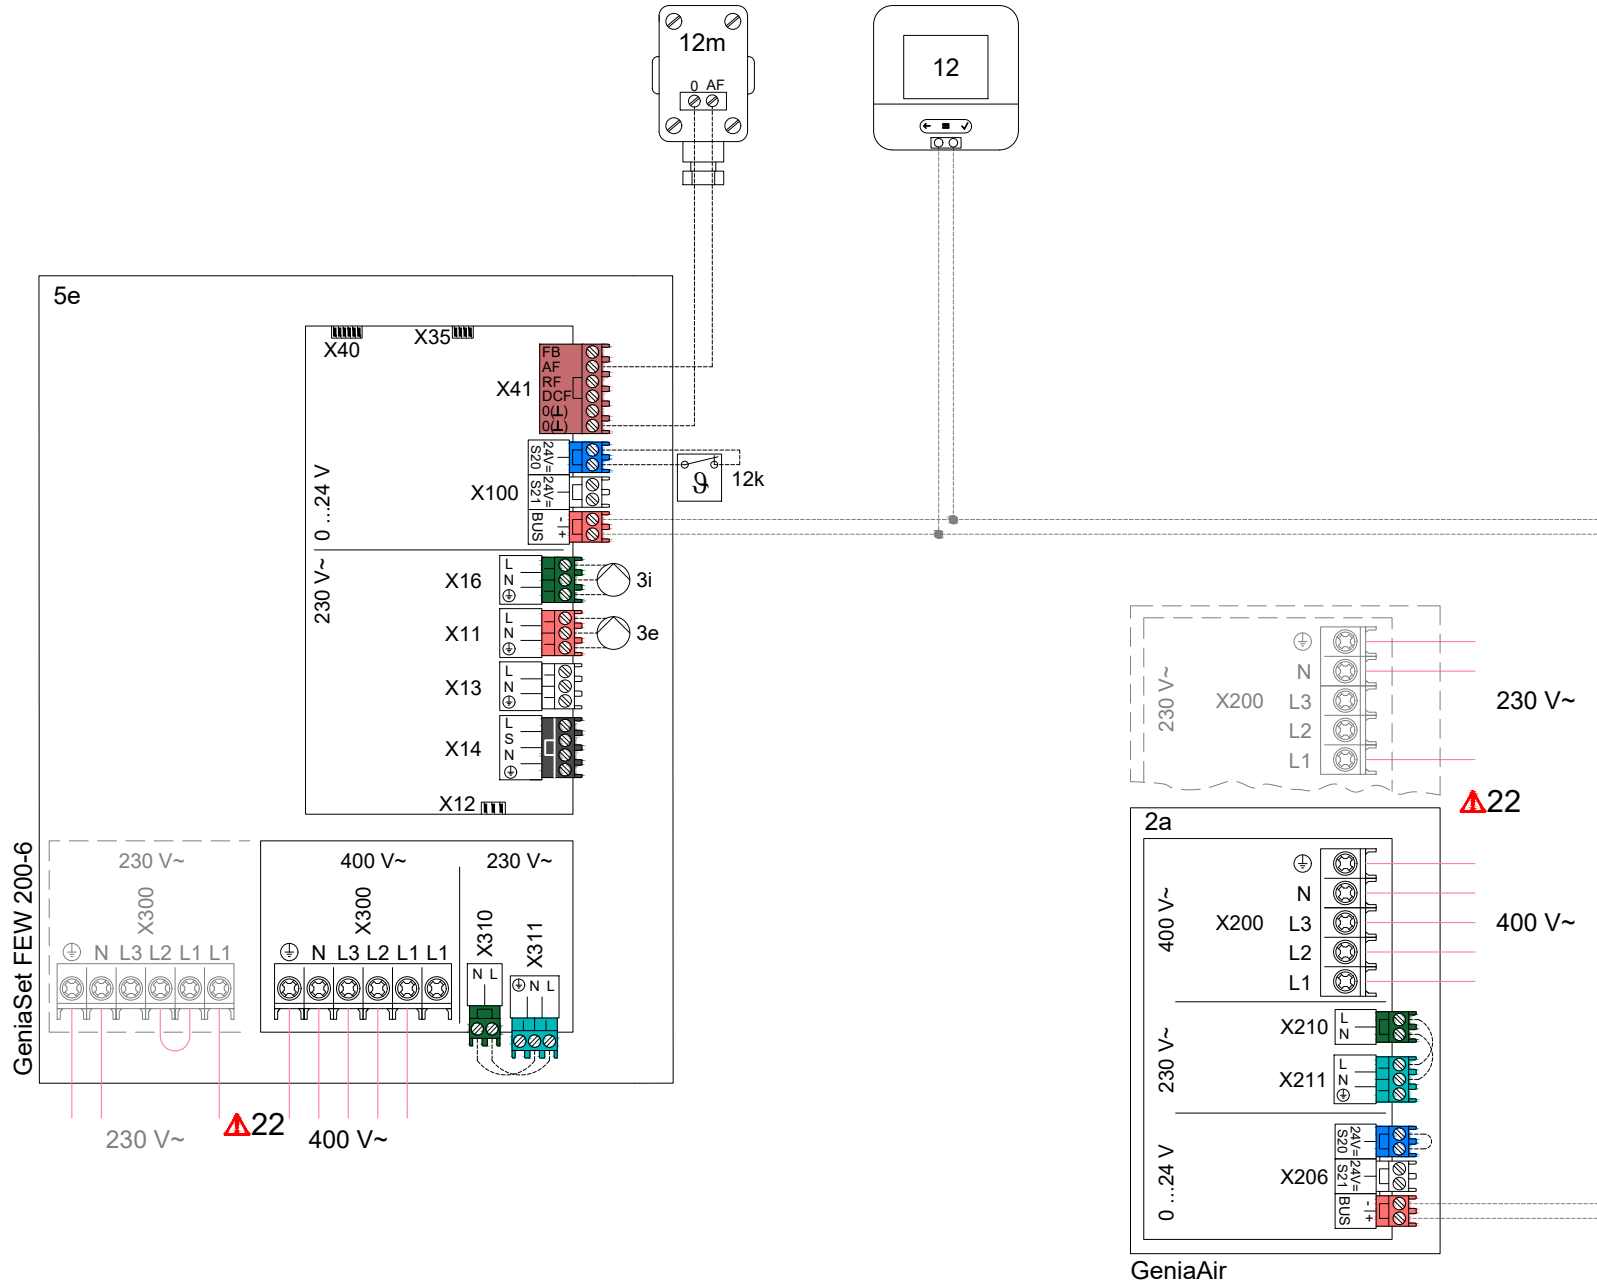 12m
0 AF
12
5e
X40
X35
X41
FB
AF
RF
DCF
0(⊥)
0(⊥)
0 ...24 V
X100
S20
24V=
S21
24V=
BUS
-
+
12k
230 V~
X16
L
N
3i
X11
L
N
3e
X13
L
N
X14
L
S
N
X12
GeniaSet FEW 200-6
230 V~
X300
N L3 L2 L1 L1
400 V~
X300
N L3 L2 L1 L1
230 V~
X310
N L
X311
N L
230 V~
22
400 V~
230 V~
X200
N
L3
L2
L1
230 V~
22
2a
400 V~
X200
N
L3
L2
L1
400 V~
230 V~
X210
L
N
X211
L
N
0 ...24 V
X206
S20
24V=
S21
24V=
BUS
-
+
GeniaAir